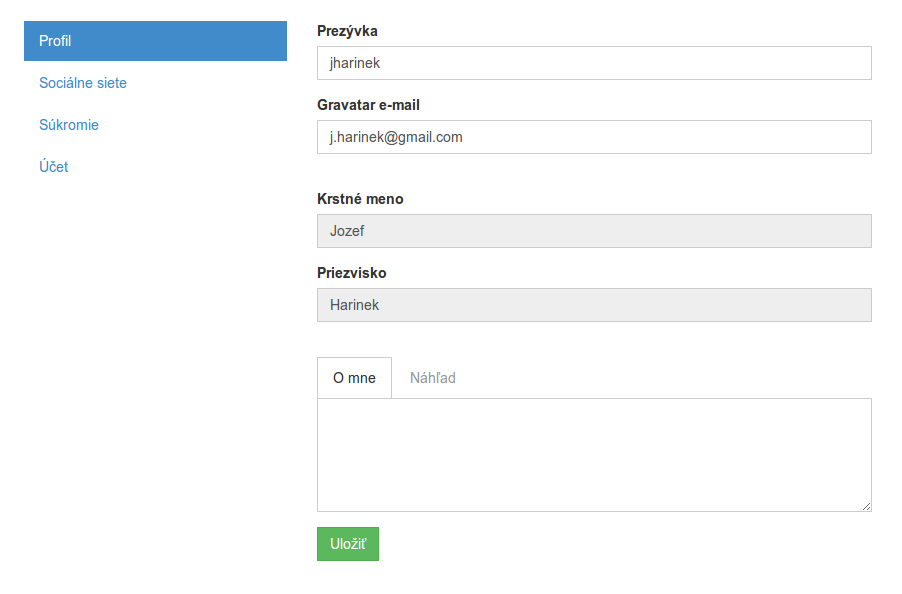 Profil
Sociálne siete
Súkromie
Účet
Prezývka
jharinek
Gravatar e-mail
j.harinek@gmail.com
Krstné meno
Jozef
Priezvisko
Harinek
O mne
Náhľad
Uložiť